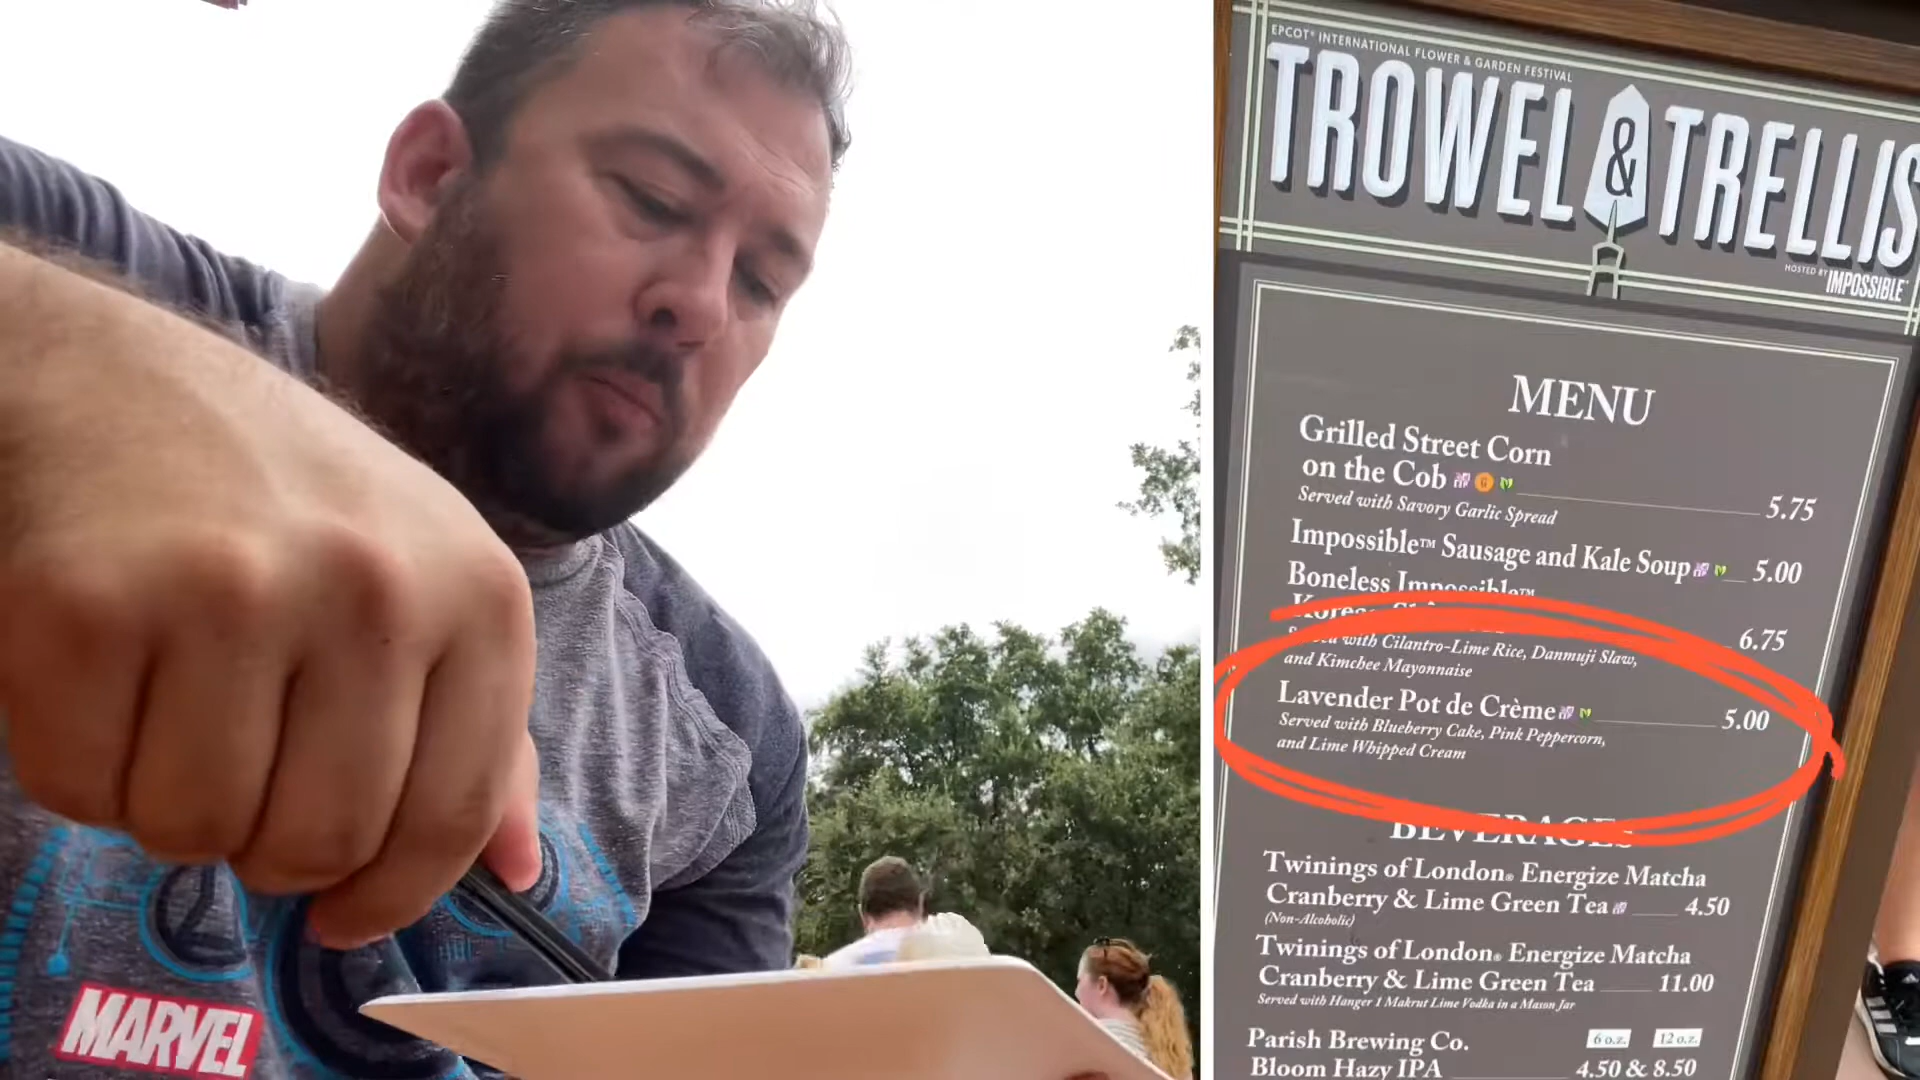 MARVEL
EPCOT® INTERNATIONAL FLOWER & GARDEN FESTIVAL
TROWEL & TRELLIS
HOSTED BY IMPOSSIBLE™
MENU
Grilled Street Corn
on the Cob 5.75
Served with Savory Garlic Spread
Impossible™ Sausage and Kale Soup 5.00
Boneless Impossible™
6.75
with Cilantro-Lime Rice, Danmuji Slaw,
and Kimchee Mayonnaise
Lavender Pot de Crème 5.00
Served with Blueberry Cake, Pink Peppercorn,
and Lime Whipped Cream
BEVERAGES
Twinings of London® Energize Matcha
Cranberry & Lime Green Tea 4.50
(Non-Alcoholic)
Twinings of London® Energize Matcha
Cranberry & Lime Green Tea 11.00
Served with Hanger 1 Makrut Lime Vodka in a Mason Jar
Parish Brewing Co. 6 oz. 12 oz.
Bloom Hazy IPA 4.50 & 8.50